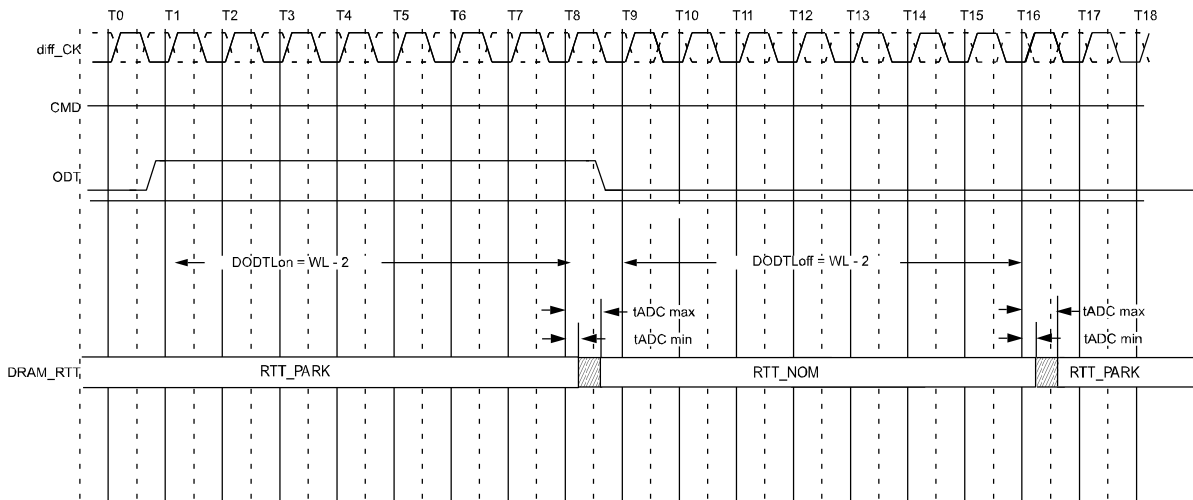 T0 T1 T2 T3 T4 T5 T6 T7 T8 T9 T10 T11 T12 T13 T14 T15 T16 T17 T18
diff_CK
CMD
ODT
DODTLon = WL - 2 DODTLoff = WL - 2
tADC max tADC max
tADC min tADC min
DRAM_RTT RTT_PARK RTT_NOM RTT_PARK